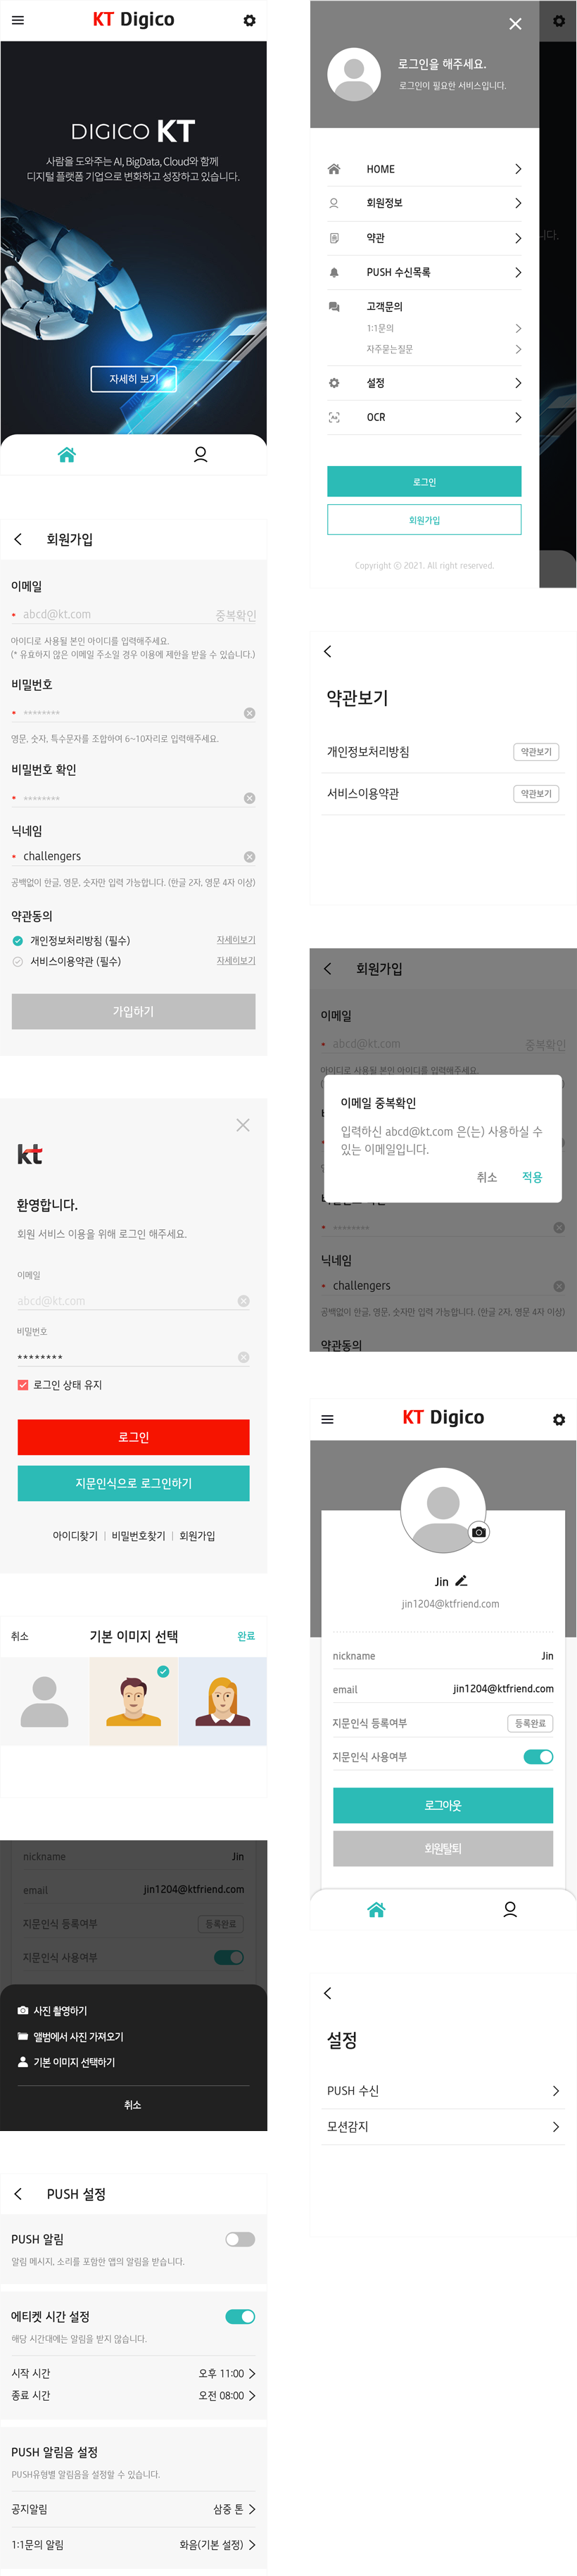 KT Digico
DIGICO KT
사람을 도와주는 AI, BigData, Cloud와 함께
디지털 플랫폼 기업으로 변화하고 성장하고 있습니다.
자세히 보기
회원가입
이메일
* abcd@kt.com 중복확인
아이디로 사용될 본인 아이디를 입력해주세요.
(* 유효하지 않은 이메일 주소일 경우 이용에 제한을 받을 수 있습니다.)
비밀번호
* ********
영문, 숫자, 특수문자를 조합하여 6~10자리로 입력해주세요.
비밀번호 확인
* ********
닉네임
* challengers
공백없이 한글, 영문, 숫자만 입력 가능합니다. (한글 2자, 영문 4자 이상)
약관동의
개인정보처리방침 (필수) 자세히보기
서비스이용약관 (필수) 자세히보기
가입하기
kt
환영합니다.
회원 서비스 이용을 위해 로그인 해주세요.
이메일
abcd@kt.com
비밀번호
********
로그인 상태 유지
로그인
지문인식으로 로그인하기
아이디찾기 | 비밀번호찾기 | 회원가입
취소 기본 이미지 선택 완료
nickname Jin
email jin1204@ktfriend.com
지문인식 등록여부 등록완료
지문인식 사용여부
사진 촬영하기
앨범에서 사진 가져오기
기본 이미지 선택하기
취소
PUSH 설정
PUSH 알림
알림 메시지, 소리를 포함한 앱의 알림을 받습니다.
에티켓 시간 설정
해당 시간대에는 알림을 받지 않습니다.
시작 시간 오후 11:00
종료 시간 오전 08:00
PUSH 알림음 설정
PUSH유형별 알림음을 설정할 수 있습니다.
공지알림 삼중 톤
1:1문의 알림 화음(기본 설정)
로그인을 해주세요.
로그인이 필요한 서비스입니다.
HOME
회원정보
약관
PUSH 수신목록
고객문의
1:1문의
자주묻는질문
설정
OCR
로그인
회원가입
Copyright ⓒ 2021. All right reserved.
니다.
약관보기
개인정보처리방침 약관보기
서비스이용약관 약관보기
회원가입
이메일
* abcd@kt.com 중복확인
아이디로 사용될 본인 아이디를 입력해주세요.
이메일 중복확인
입력하신 abcd@kt.com 은(는) 사용하실 수
있는 이메일입니다.
취소 적용
* ********
닉네임
* challengers
공백없이 한글, 영문, 숫자만 입력 가능합니다. (한글 2자, 영문 4자 이상)
약관동의
KT Digico
Jin
jin1204@ktfriend.com
nickname Jin
email jin1204@ktfriend.com
지문인식 등록여부 등록완료
지문인식 사용여부
로그아웃
회원탈퇴
설정
PUSH 수신
모션감지